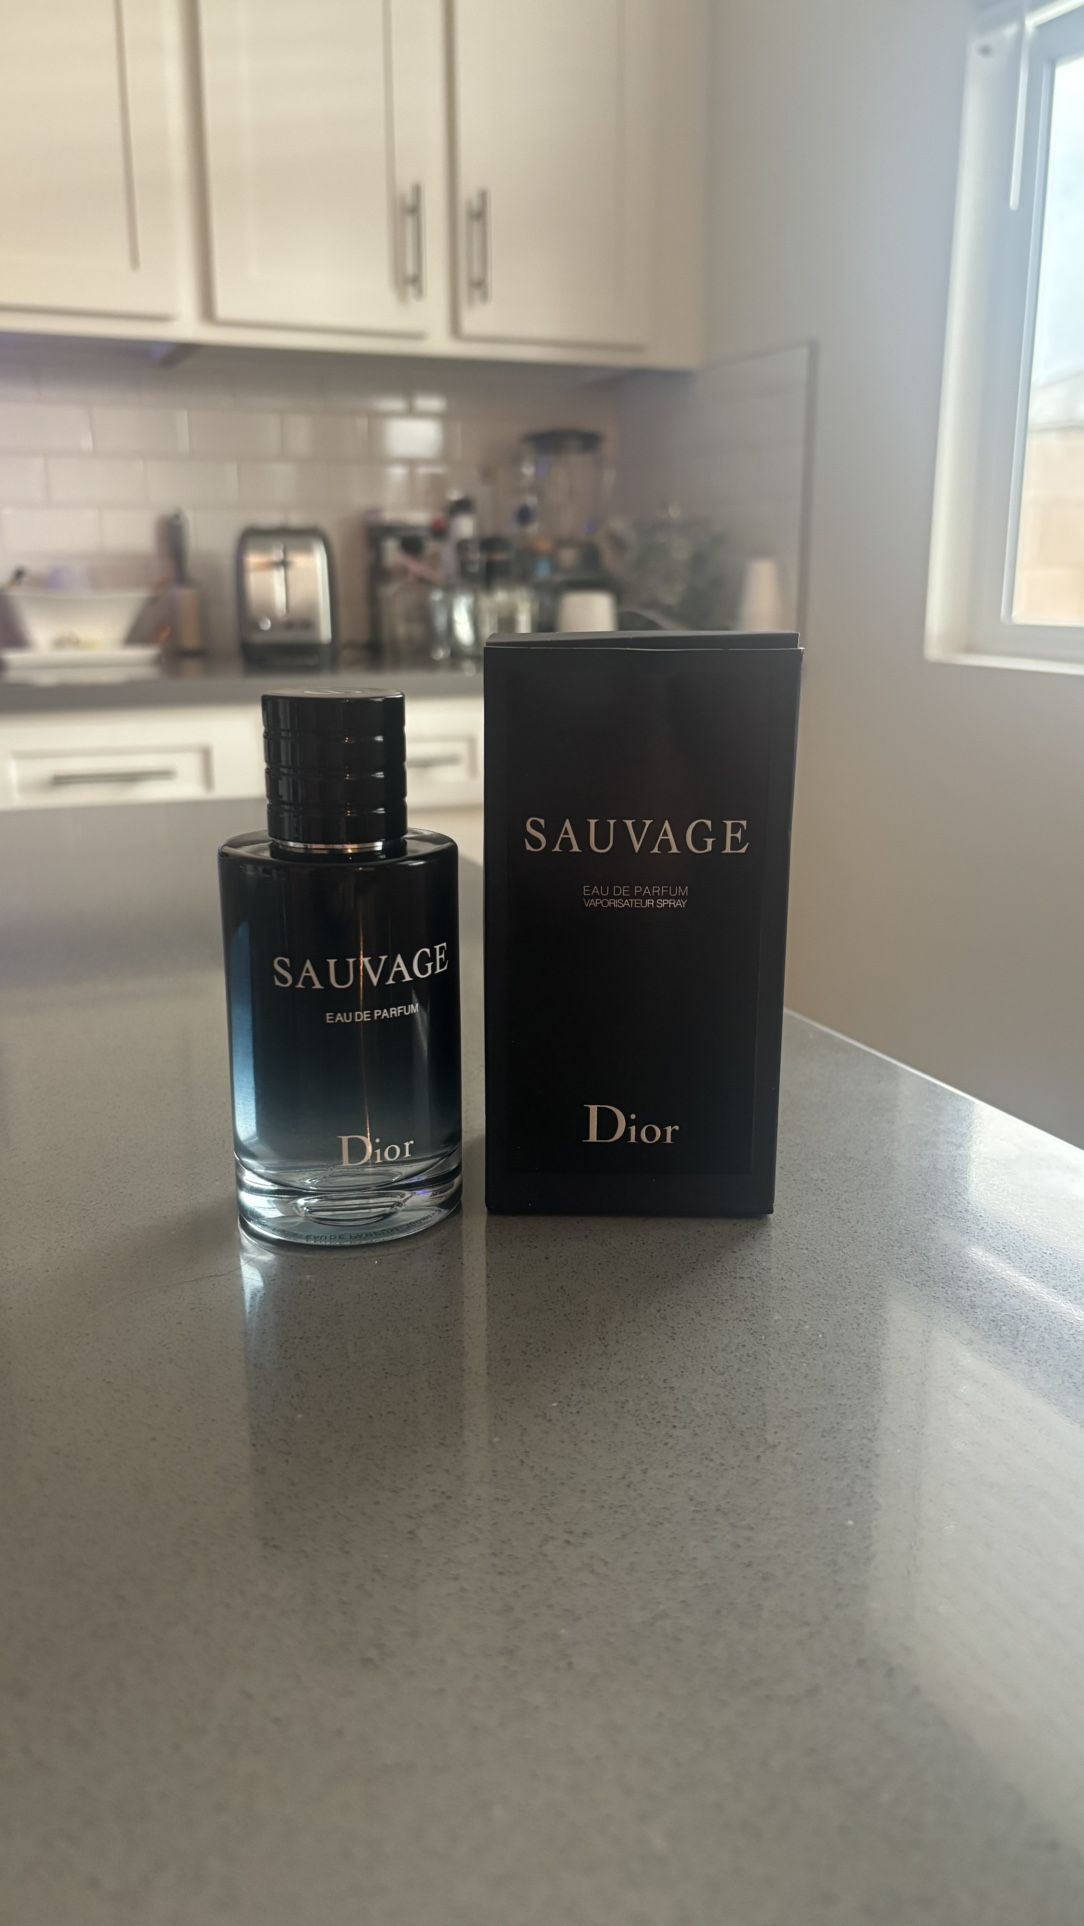 SAUVAGE
EAU DE PARFUM
Dior
SAUVAGE
EAU DE PARFUM
VAPORISATEUR SPRAY
Dior